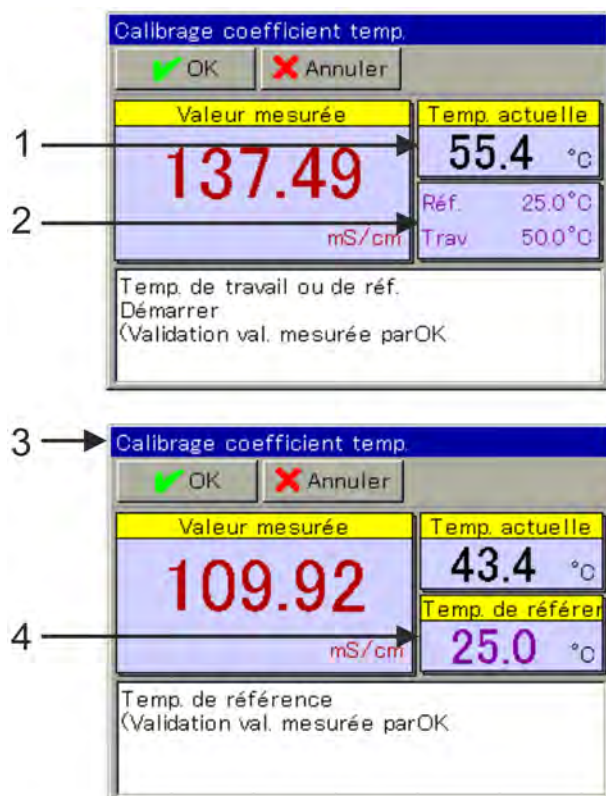 Calibrage coefficient temp.
OK Annuler
Valeur mesurée Temp. actuelle
1 137.49 mS/cm 55.4 °C
2 Réf. 25.0°C
Trav 50.0°C
Temp. de travail ou de réf.
Démarrer
(Validation val. mesurée parOK
3 Calibrage coefficient temp.
OK Annuler
Valeur mesurée Temp. actuelle
109.92 mS/cm 43.4 °C
Temp. de référer
4 25.0 °C
Temp. de référence
(Validation val. mesurée parOK